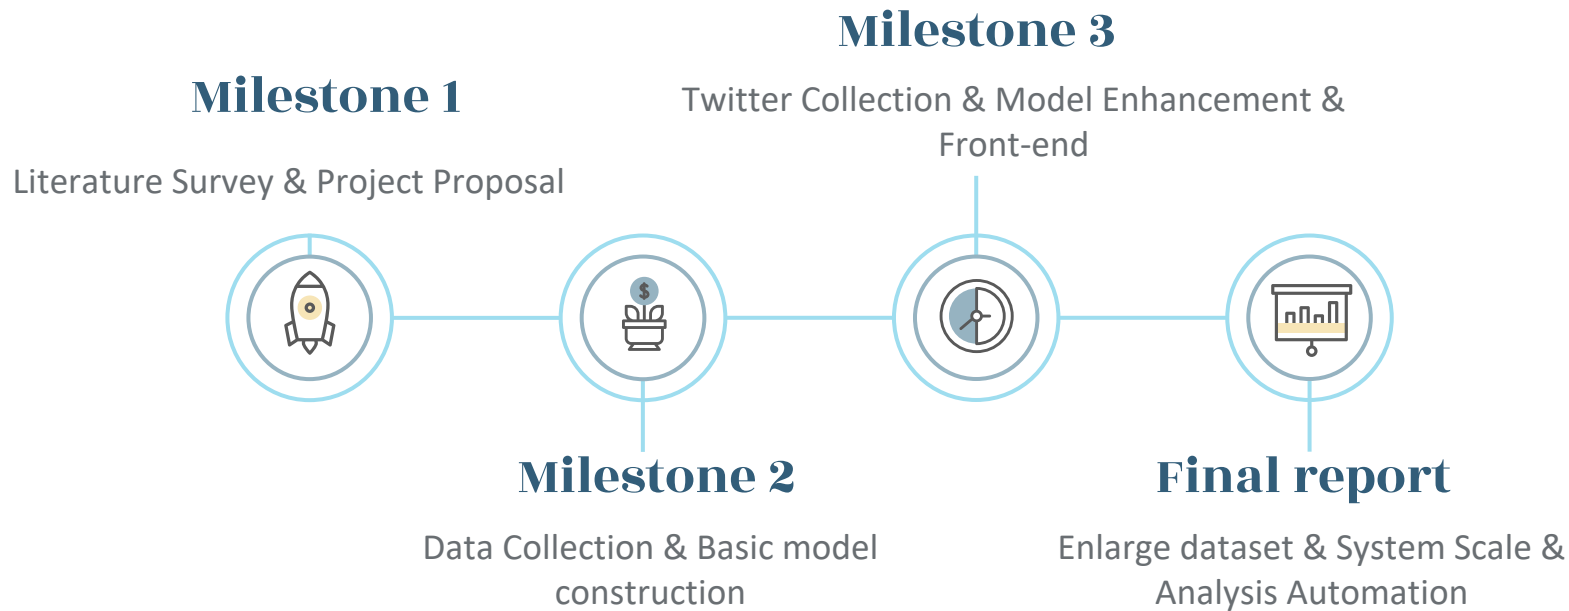 Milestone 1
Literature Survey & Project Proposal
$
Milestone 2
Data Collection & Basic model
construction
Milestone 3
Twitter Collection & Model Enhancement &
Front-end
Final report
Enlarge dataset & System Scale &
Analysis Automation